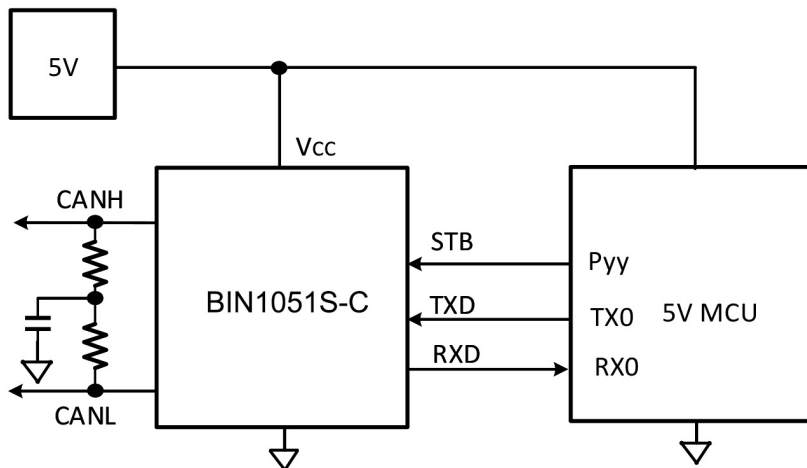 5V
Vcc
CANH
STB
Pyy
BIN1051S-C
TXD
TX0
5V MCU
RXD
RX0
CANL